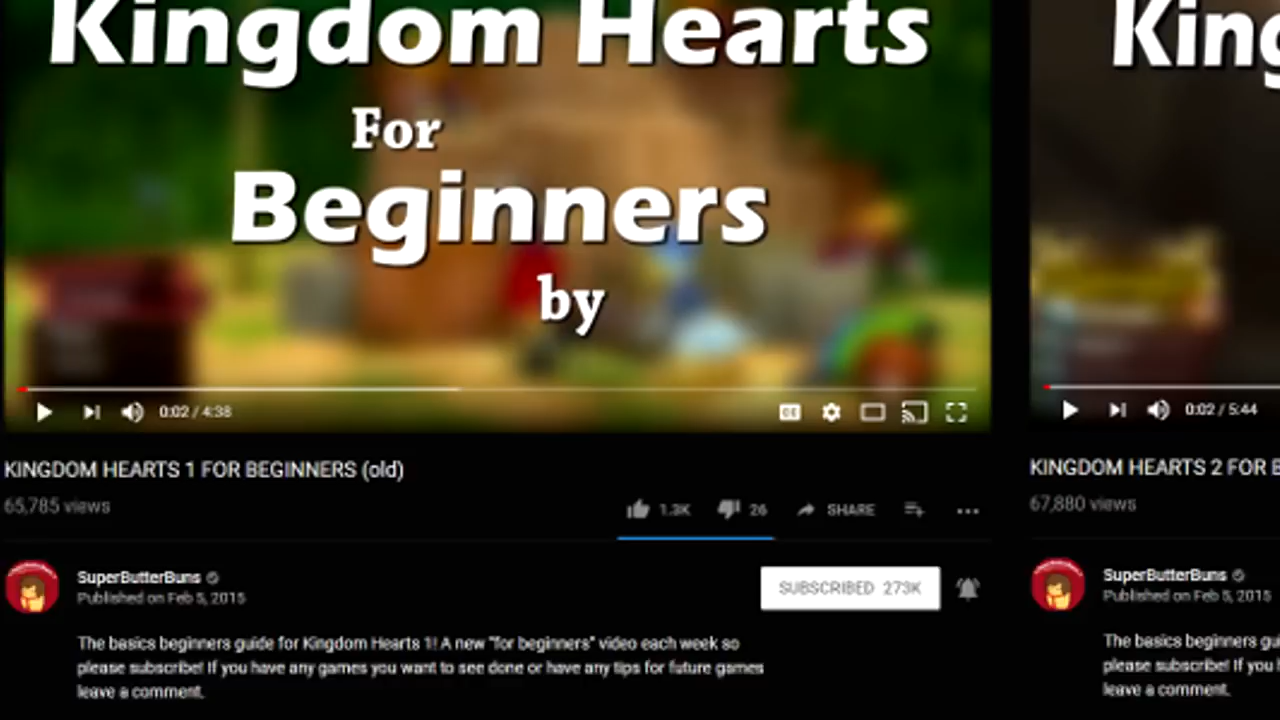 Kingdom Hearts
For
Beginners
by
0:02 / 4:38
KINGDOM HEARTS 1 FOR BEGINNERS (old)
65,785 views
1.3K
26
SHARE
SuperButterBuns
Published on Feb 5, 2015
SUBSCRIBED 273K
The basics beginners guide for Kingdom Hearts 1! A new "for beginners" video each week so
please subscribe! If you have any games you want to see done or have any tips for future games
leave a comment.
King
0:02 / 5:44
KINGDOM HEARTS 2 FOR B
67,880 views
SuperButterBuns
Published on Feb 5, 2015
The basics beginners gu
please subscribe! If you h
leave a comment.